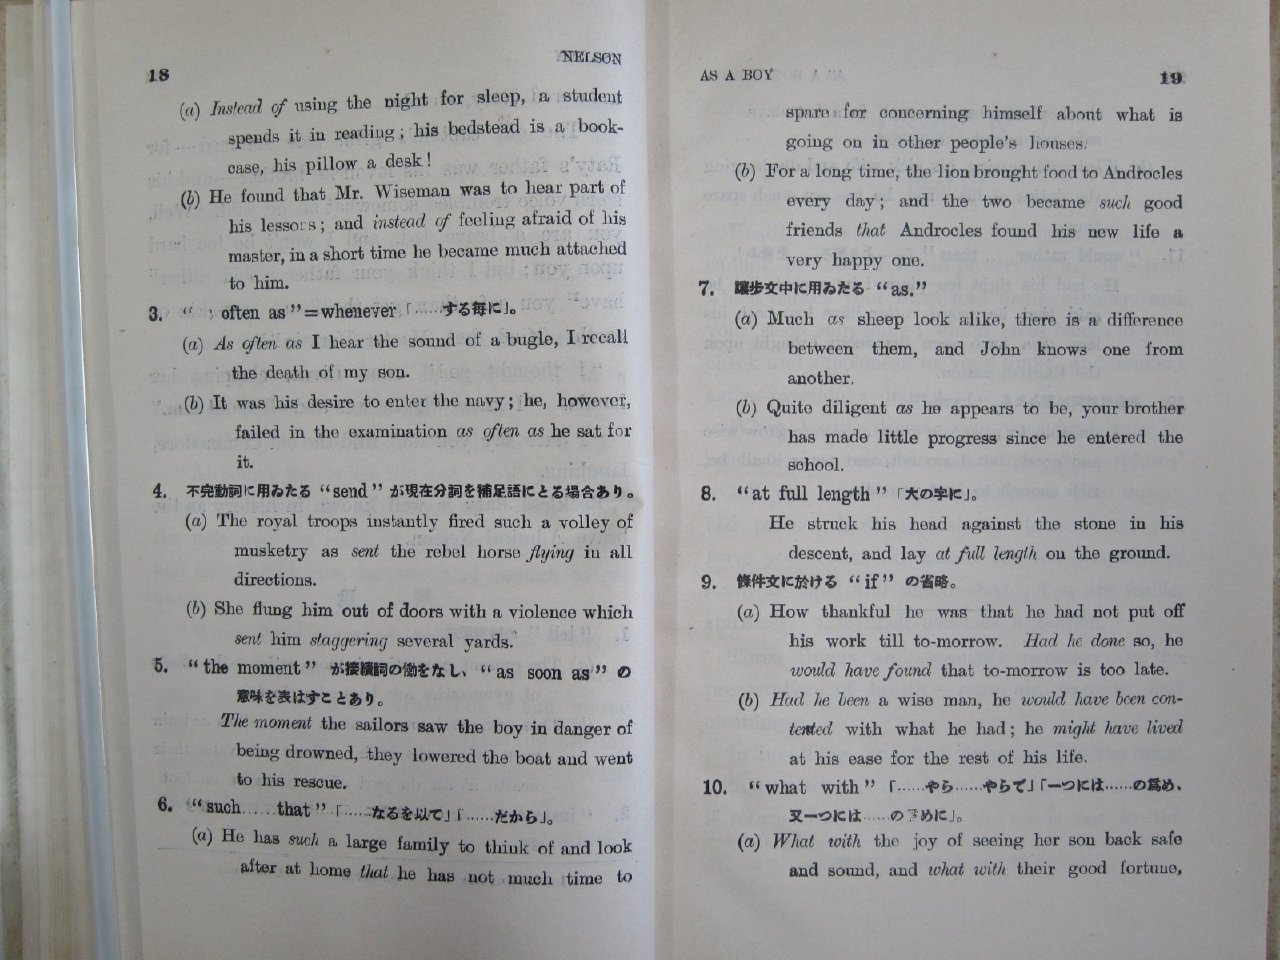 18
NELSON
(a) Instead of using the night for sleep, a student
spends it in reading; his bedstead is a book-
case, his pillow a desk!
(b) He found that Mr. Wiseman was to hear part of
his lessons; and instead of feeling afraid of his
master, in a short time he became much attached
to him.
3. " often as"=whenever「……する毎に」。
(a) As often as I hear the sound of a bugle, I recall
the death of my son.
(b) It was his desire to enter the navy; he, however,
failed in the examination as often as he sat for
it.
4. 不完動詞に用ゐたる "send" が現在分詞を補足語にとる場合あり。
(a) The royal troops instantly fired such a volley of
musketry as sent the rebel horse flying in all
directions.
(b) She flung him out of doors with a violence which
sent him staggering several yards.
5. "the moment" が接續詞の働をなし、 "as soon as" の
意味を表はすことあり。
The moment the sailors saw the boy in danger of
being drowned, they lowered the boat and went
to his rescue.
6. "such……that"「……なるを以て」「……だから」。
(a) He has such a large family to think of and look
after at home that he has not much time to
AS A BOY
19
spare for concerning himself about what is
going on in other people's houses.
(b) For a long time, the lion brought food to Androcles
every day; and the two became such good
friends that Androcles found his new life a
very happy one.
7. 讓歩文中に用ゐたる "as."
(a) Much as sheep look alike, there is a difference
between them, and John knows one from
another.
(b) Quite diligent as he appears to be, your brother
has made little progress since he entered the
school.
8. "at full length"「大の字に」。
He struck his head against the stone in his
descent, and lay at full length on the ground.
9. 條件文に於ける "if" の省略。
(a) How thankful he was that he had not put off
his work till to-morrow. Had he done so, he
would have found that to-morrow is too late.
(b) Had he been a wise man, he would have been con-
tented with what he had; he might have lived
at his ease for the rest of his life.
10. "what with"「……やら……やらで」「一つには……の爲め、
又一つには……の めに」。
(a) What with the joy of seeing her son back safe
and sound, and what with their good fortune,